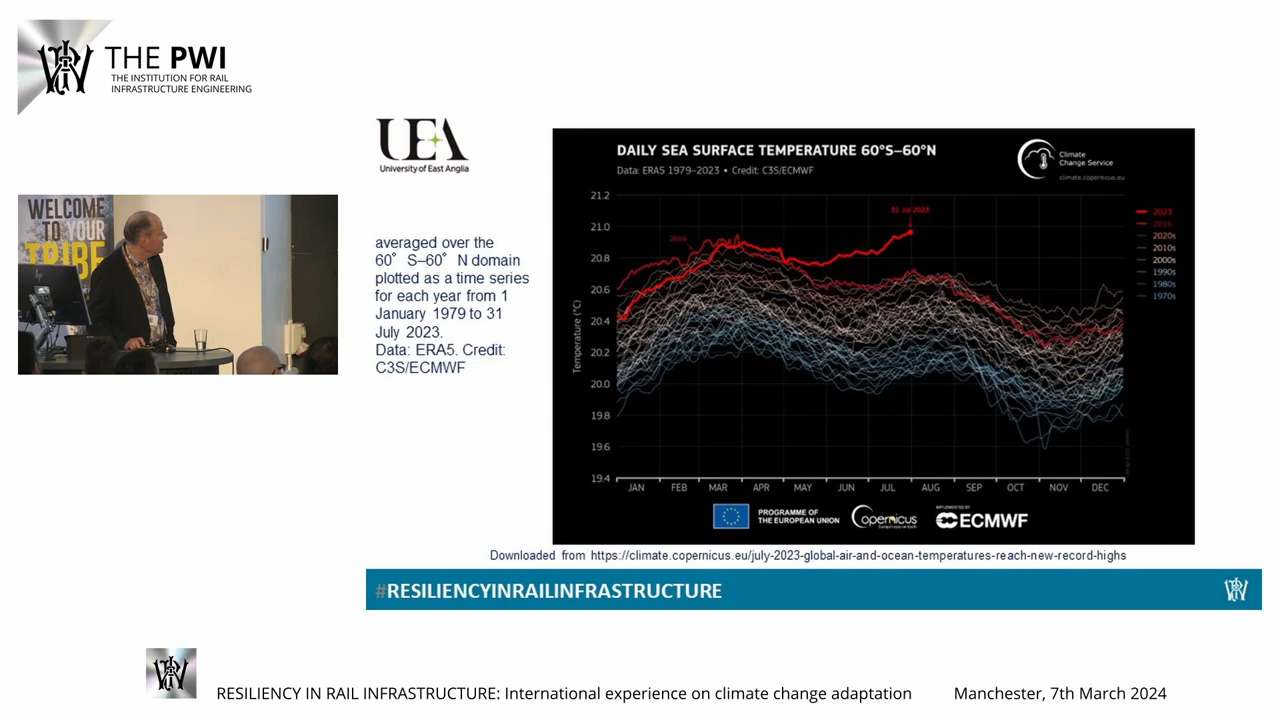 THE PWI
THE INSTITUTION FOR RAIL
INFRASTRUCTURE ENGINEERING
UEA
University of East Anglia
WELCOME
TO YOUR
TRIBE
averaged over the
60° S–60° N domain
plotted as a time series
for each year from 1
January 1979 to 31
July 2023.
Data: ERA5. Credit:
C3S/ECMWF
DAILY SEA SURFACE TEMPERATURE 60°S–60°N
Data: ERA5 1979–2023 • Credit: C3S/ECMWF
Climate
Change Service
climate.copernicus.eu
21.2
21.0
20.8
20.6
20.4
20.2
20.0
19.8
19.6
19.4
Temperature (°C)
2016
31 Jul 2023
2023
2016
2020s
2010s
2000s
1990s
1980s
1970s
JAN FEB MAR APR MAY JUN JUL AUG SEP OCT NOV DEC
PROGRAMME OF
THE EUROPEAN UNION
Copernicus
IMPLEMENTED BY
ECMWF
Downloaded from https://climate.copernicus.eu/july-2023-global-air-and-ocean-temperatures-reach-new-record-highs
#RESILIENCYINRAILINFRASTRUCTURE
RESILIENCY IN RAIL INFRASTRUCTURE: International experience on climate change adaptation Manchester, 7th March 2024